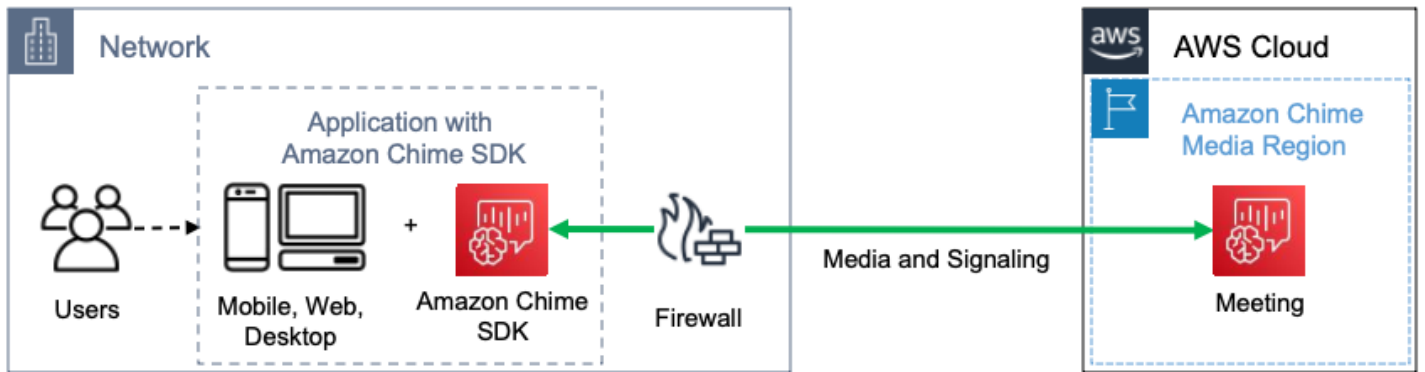 Network
aws
AWS Cloud
Application with
Amazon Chime SDK
Amazon Chime
Media Region
+
Users
Mobile, Web,
Desktop
Amazon Chime
SDK
Firewall
Media and Signaling
Meeting